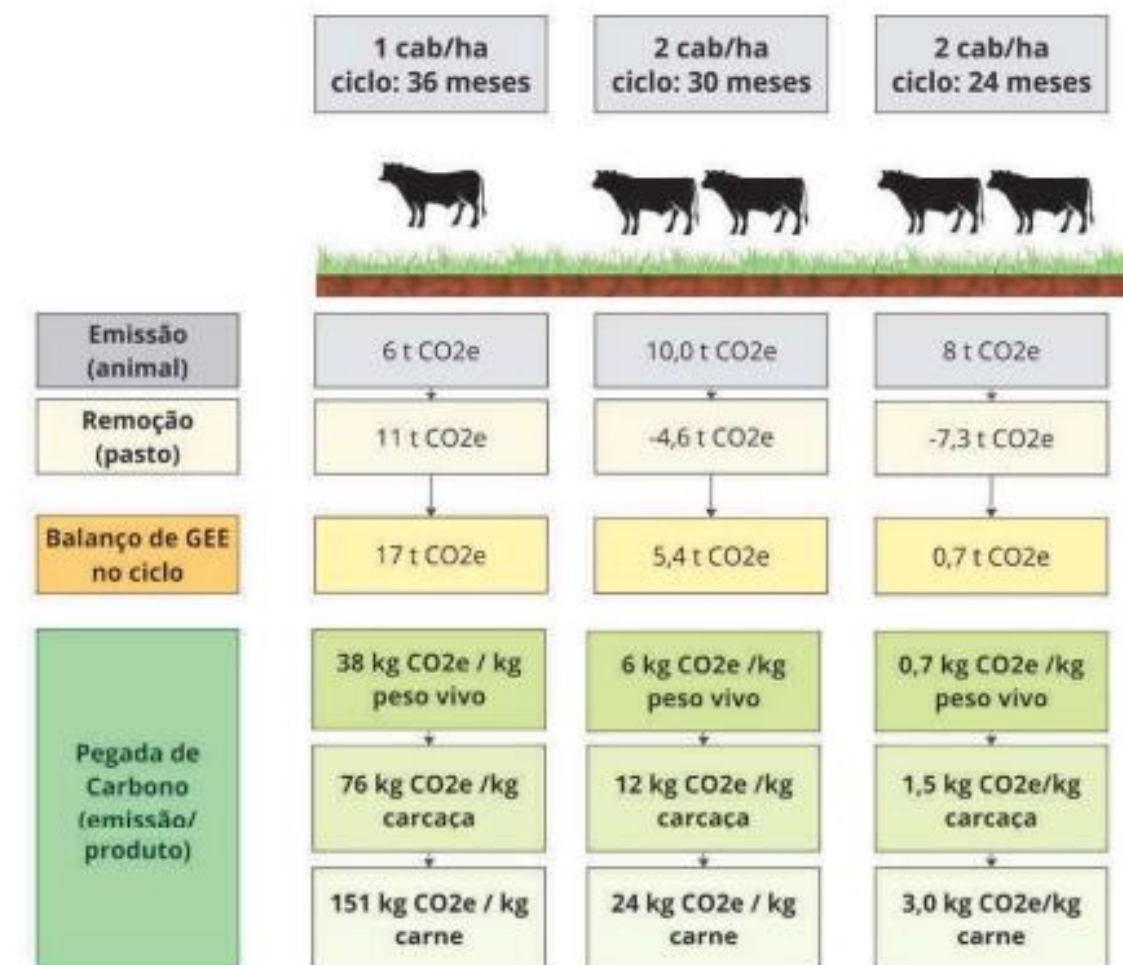 1 cab/ha
ciclo: 36 meses
2 cab/ha
ciclo: 30 meses
2 cab/ha
ciclo: 24 meses
Emissão
(animal)
6 t CO2e
10,0 t CO2e
8 t CO2e
Remoção
(pasto)
11 t CO2e
-4,6 t CO2e
-7,3 t CO2e
Balanço de GEE
no ciclo
17 t CO2e
5,4 t CO2e
0,7 t CO2e
Pegada de
Carbono
(emissão/
produto)
38 kg CO2e / kg
peso vivo
6 kg CO2e /kg
peso vivo
0,7 kg CO2e /kg
peso vivo
76 kg CO2e /kg
carcaça
12 kg CO2e /kg
carcaça
1,5 kg CO2e/kg
carcaça
151 kg CO2e / kg
carne
24 kg CO2e / kg
carne
3,0 kg CO2e/kg
carne